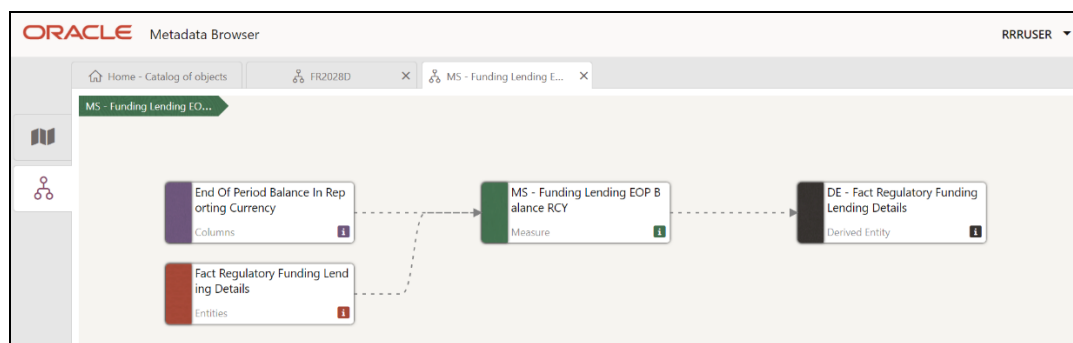 ORACLE Metadata Browser RRRUSER
Home - Catalog of objects FR2028D MS - Funding Lending E...
MS - Funding Lending EO...
End Of Period Balance In Rep
orting Currency
Columns
MS - Funding Lending EOP B
alance RCY
Measure
DE - Fact Regulatory Funding
Lending Details
Derived Entity
Fact Regulatory Funding Lend
ing Details
Entities